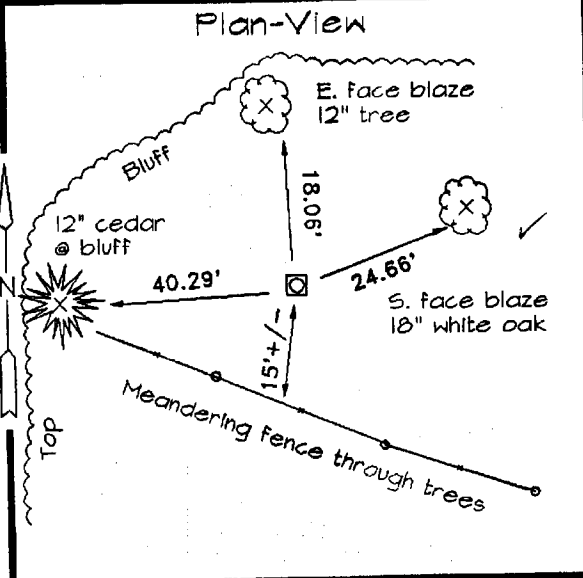 Plan-View
E. face blaze
12" tree
Bluff
18.06'
12" cedar
@ bluff
N
40.29'
24.66'
S. face blaze
18" white oak
15'+/-
Meandering fence through trees
Top